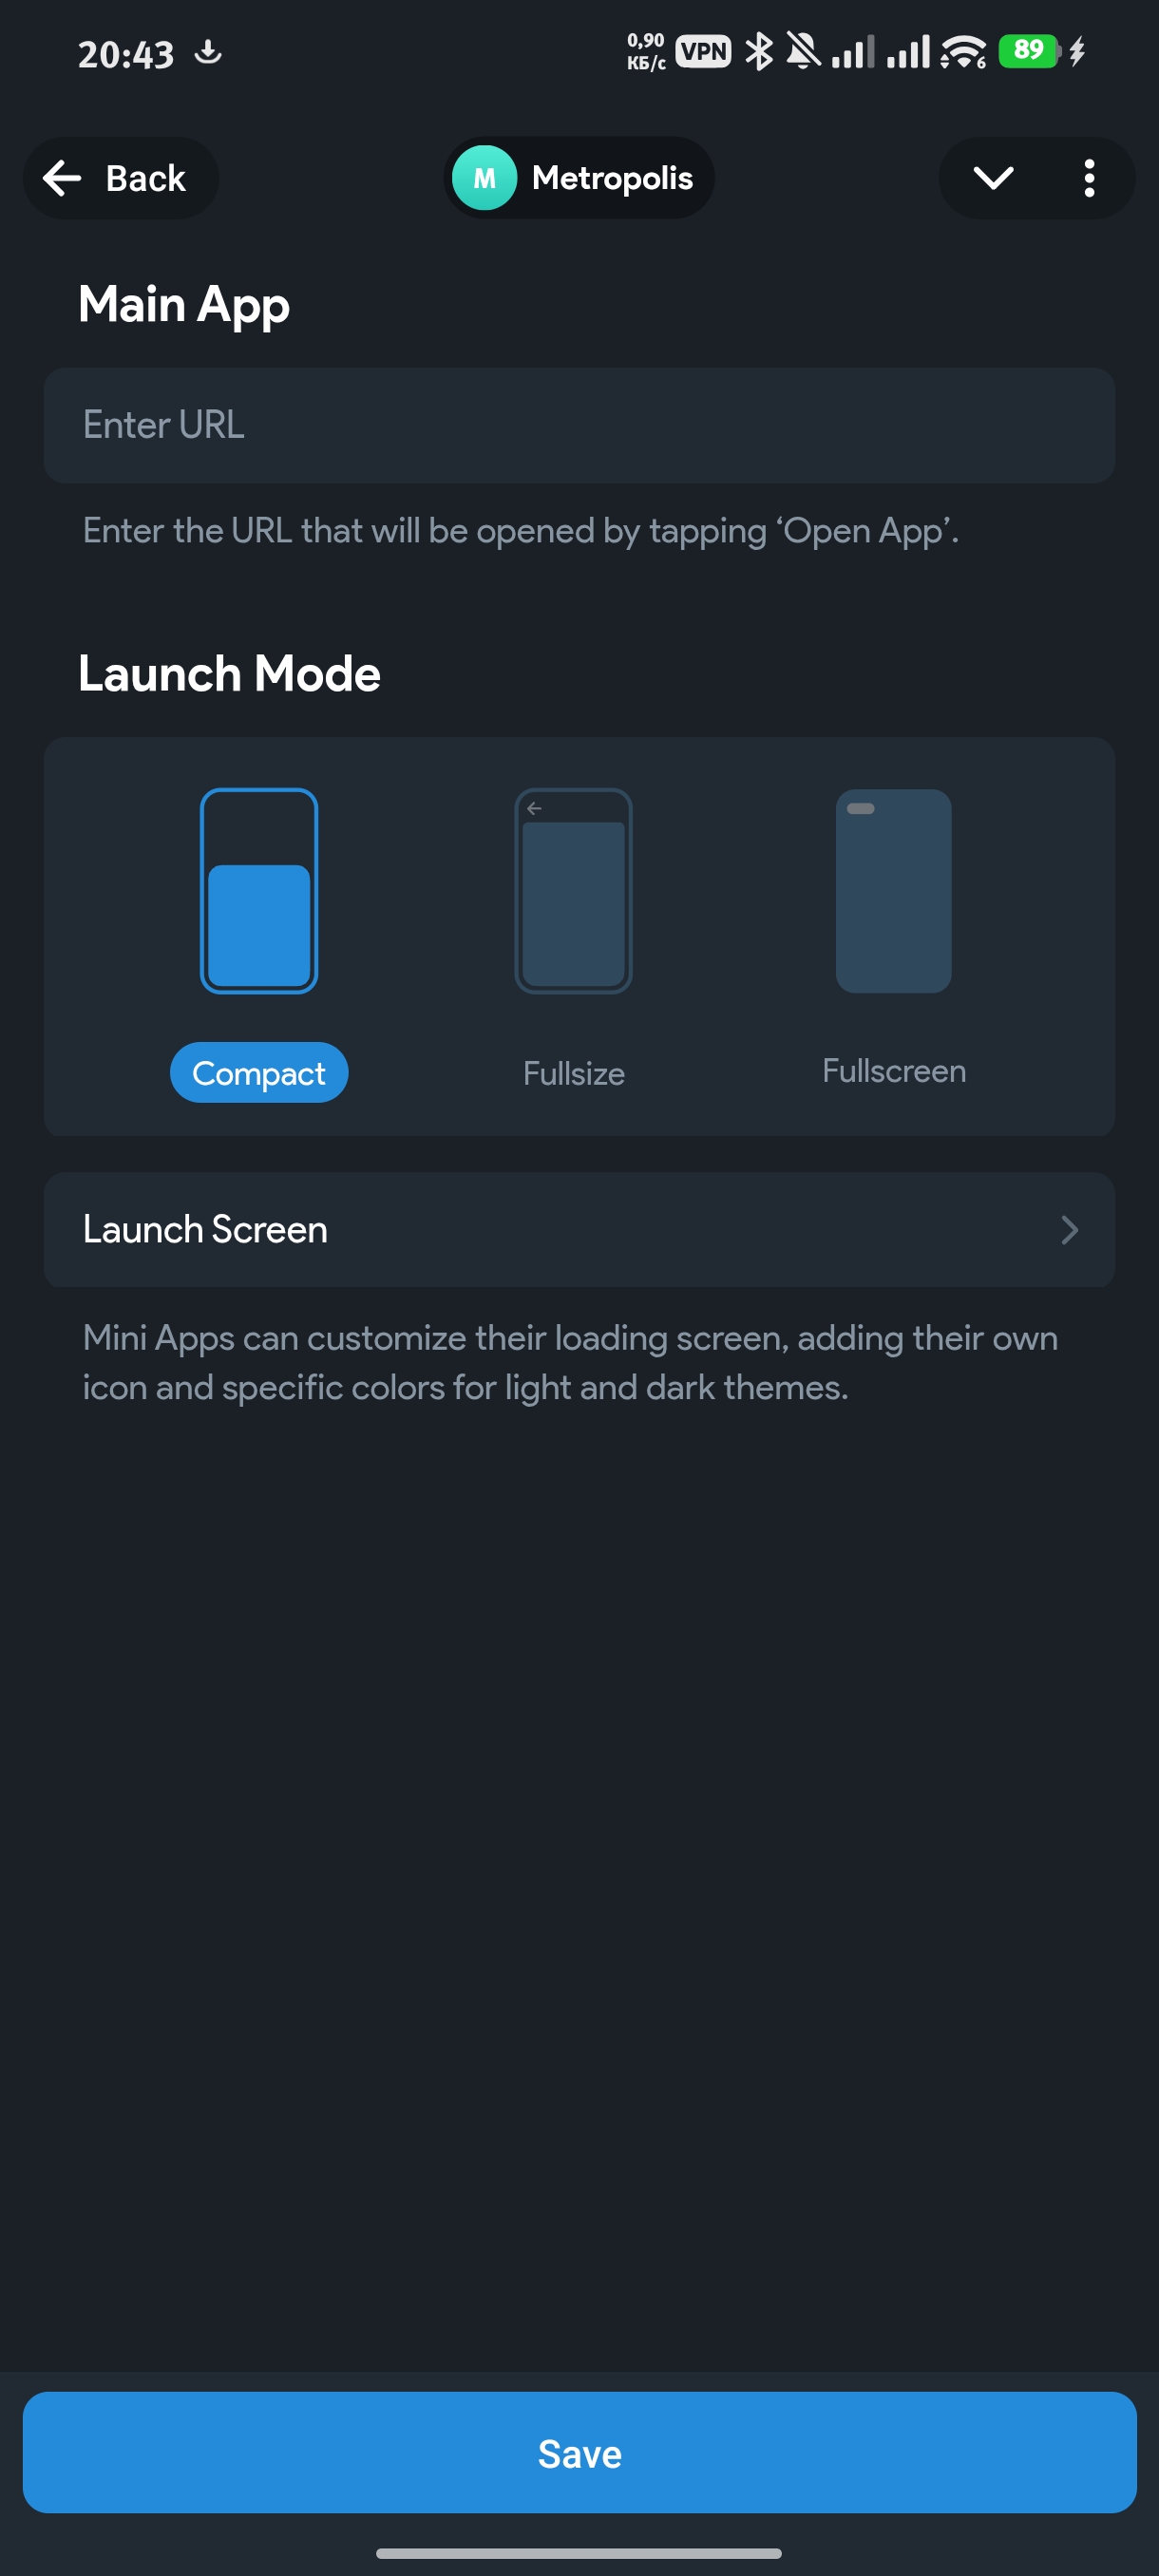 20:43
0,90
КБ/с
VPN
6
89
Back
M
Metropolis
Main App
Enter URL
Enter the URL that will be opened by tapping ‘Open App’.
Launch Mode
Compact
Fullsize
Fullscreen
Launch Screen
Mini Apps can customize their loading screen, adding their own
icon and specific colors for light and dark themes.
Save